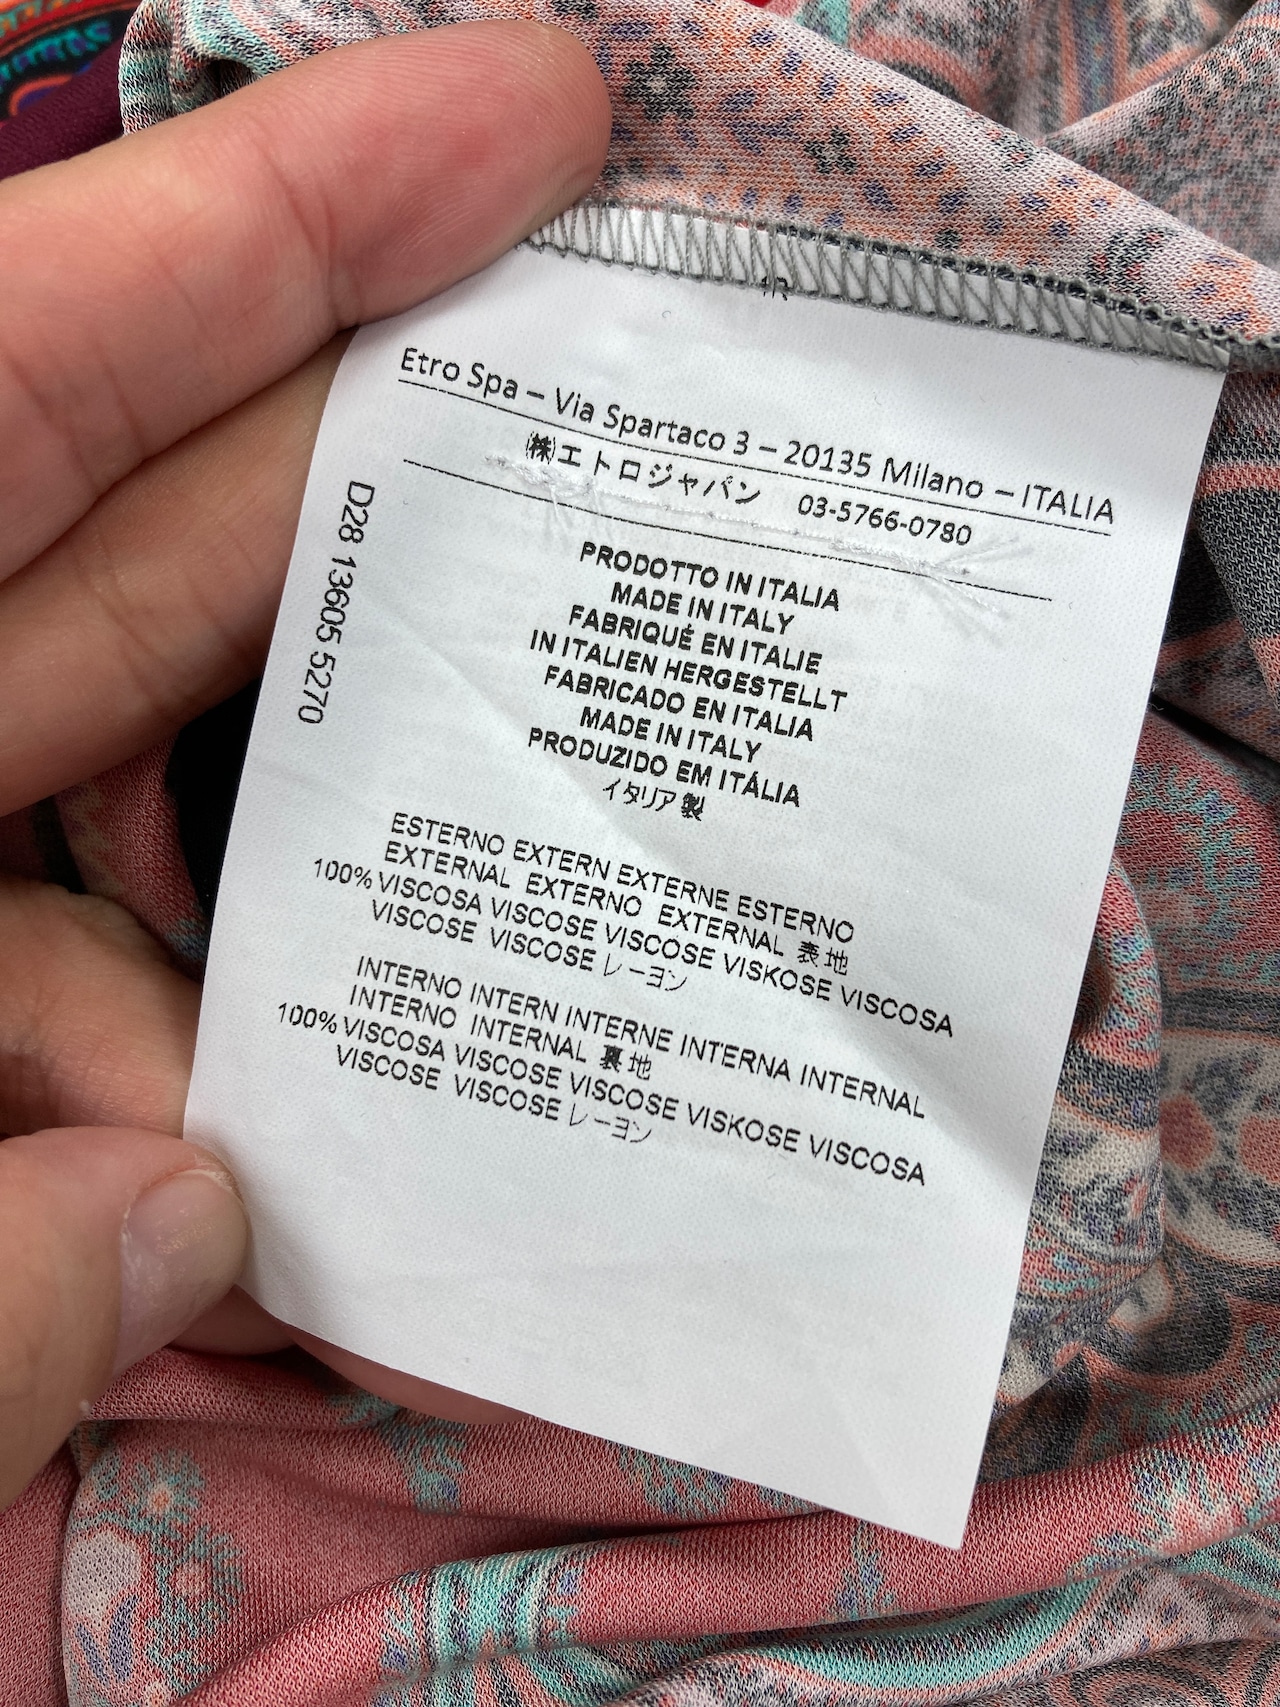 Etro Spa – Via Spartaco 3 – 20135 Milano – ITALIA
㈱エトロジャパン 03-5766-0780
D28 13605 5270
PRODOTTO IN ITALIA
MADE IN ITALY
FABRIQUÉ EN ITALIE
IN ITALIEN HERGESTELLT
FABRICADO EN ITALIA
MADE IN ITALY
PRODUZIDO EM ITÁLIA
イタリア製
ESTERNO EXTERN EXTERNE ESTERNO
EXTERNAL EXTERNO EXTERNAL 表地
100% VISCOSA VISCOSE VISCOSE VISKOSE VISCOSA
VISCOSE VISCOSE レーヨン
INTERNO INTERN INTERNE INTERNA INTERNAL
INTERNO INTERNAL 裏地
100% VISCOSA VISCOSE VISCOSE VISKOSE VISCOSA
VISCOSE VISCOSE レーヨン